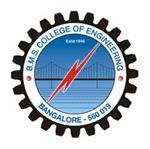 B.M.S. COLLEGE OF ENGINEERING
Estd 1946
BANGALORE - 560 019